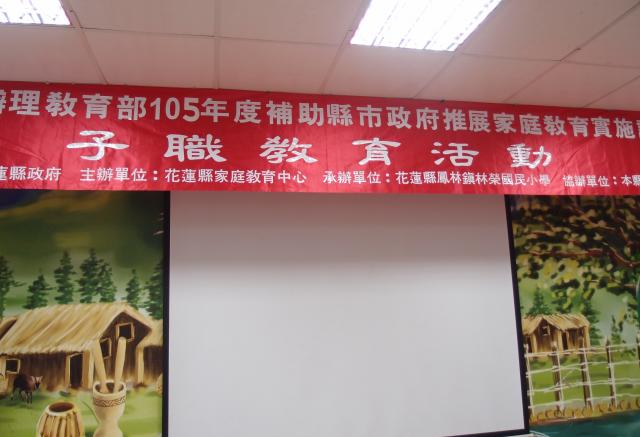 辦理教育部105年度補助縣市政府推展家庭教育實施
子職教育活動
蓮縣政府 主辦單位：花蓮縣家庭教育中心 承辦單位：花蓮縣鳳林鎮林榮國民小學 協辦單位：本縣